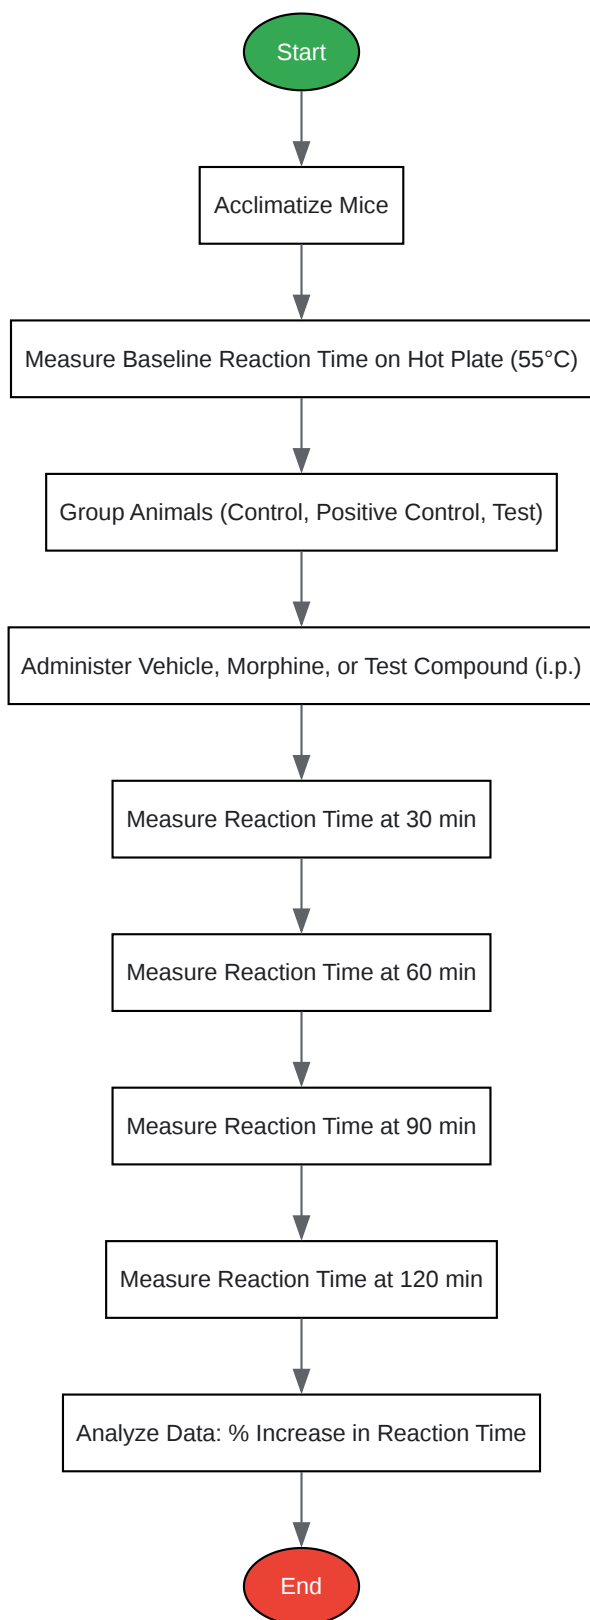 Start
Acclimatize Mice
Measure Baseline Reaction Time on Hot Plate (55°C)
Group Animals (Control, Positive Control, Test)
Administer Vehicle, Morphine, or Test Compound (i.p.)
Measure Reaction Time at 30 min
Measure Reaction Time at 60 min
Measure Reaction Time at 90 min
Measure Reaction Time at 120 min
Analyze Data: % Increase in Reaction Time
End